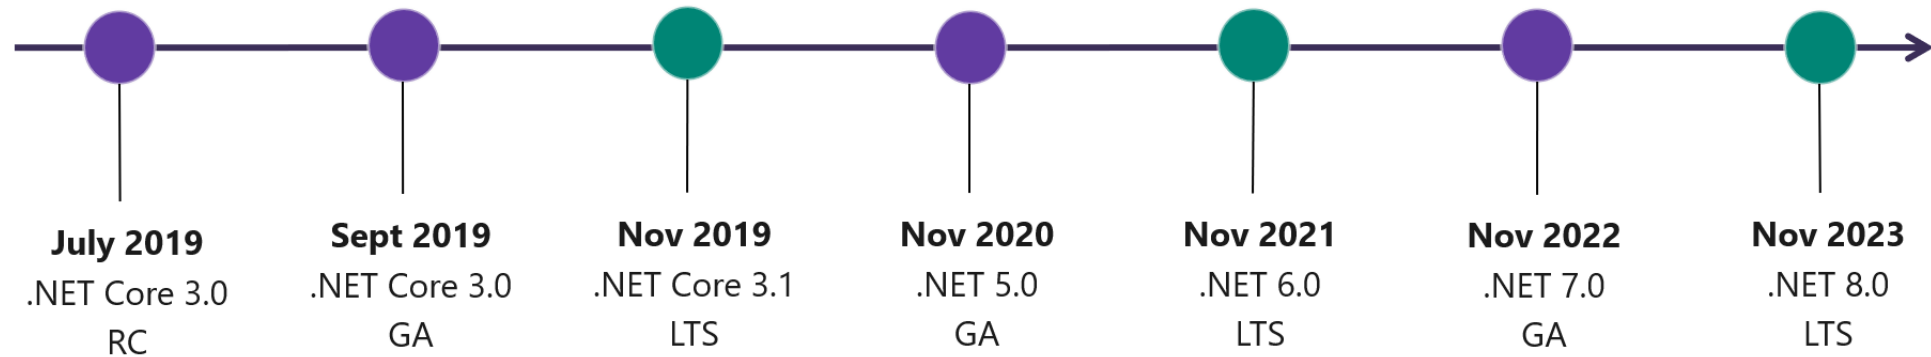 July 2019
.NET Core 3.0
RC
Sept 2019
.NET Core 3.0
GA
Nov 2019
.NET Core 3.1
LTS
Nov 2020
.NET 5.0
GA
Nov 2021
.NET 6.0
LTS
Nov 2022
.NET 7.0
GA
Nov 2023
.NET 8.0
LTS